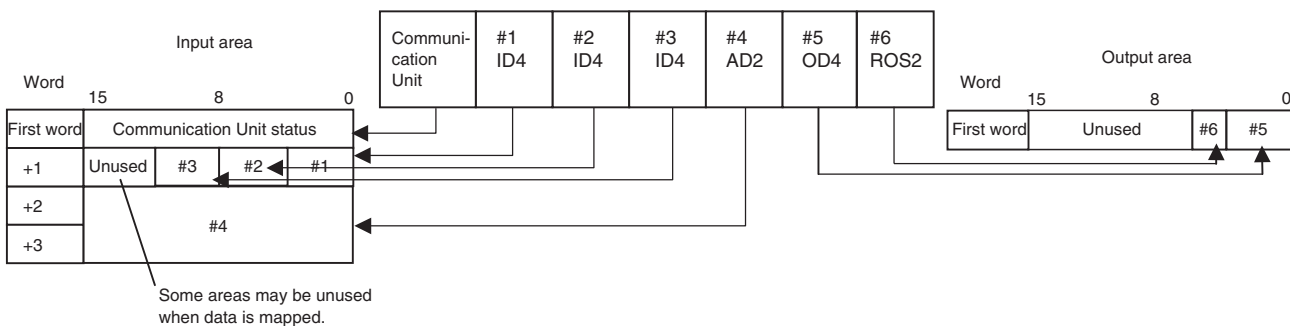 Input area
Word
15 8 0
First word Communication Unit status
+1 Unused #3 #2 #1
+2
#4
+3
Some areas may be unused
when data is mapped.
Communi-
cation
Unit
#1
ID4
#2
ID4
#3
ID4
#4
AD2
#5
OD4
#6
ROS2
Output area
Word
15 8 0
First word Unused #6 #5